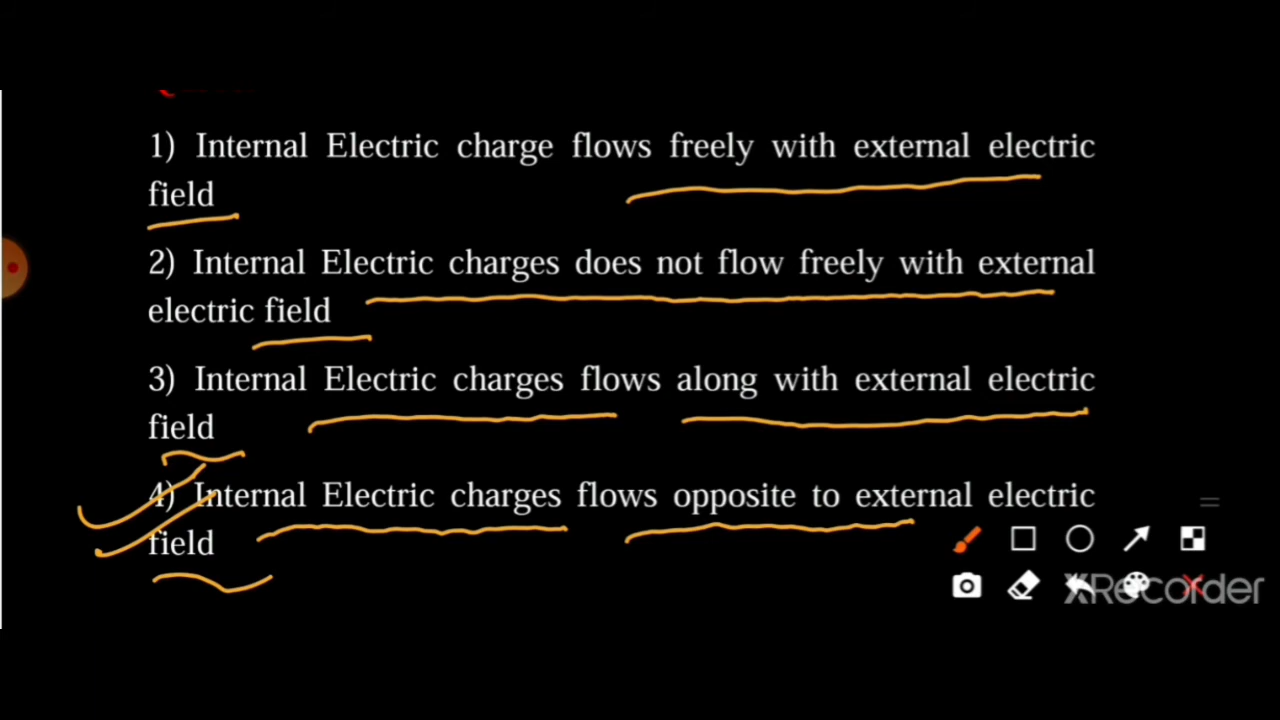 1) Internal Electric charge flows freely with external electric
field
2) Internal Electric charges does not flow freely with external
electric field
3) Internal Electric charges flows along with external electric
field
4) Internal Electric charges flows opposite to external electric
field
XRecorder